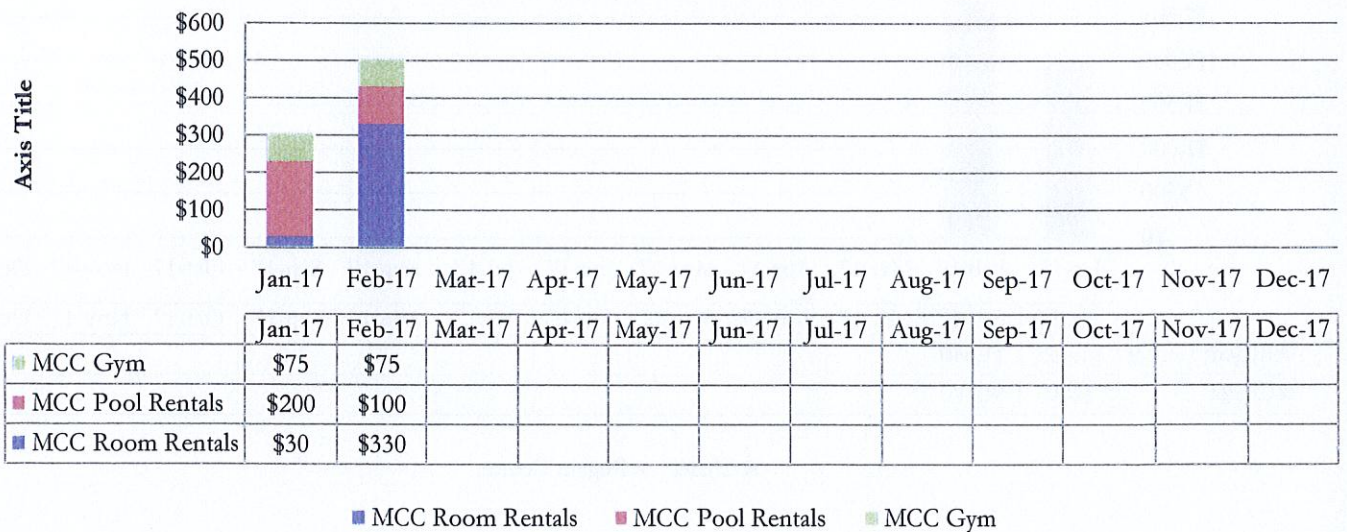 $600
$500
$400
$300
$200
$100
$0
Axis Title
Jan-17 Feb-17 Mar-17 Apr-17 May-17 Jun-17 Jul-17 Aug-17 Sep-17 Oct-17 Nov-17 Dec-17
Jan-17 Feb-17 Mar-17 Apr-17 May-17 Jun-17 Jul-17 Aug-17 Sep-17 Oct-17 Nov-17 Dec-17
MCC Gym $75 $75
MCC Pool Rentals $200 $100
MCC Room Rentals $30 $330
MCC Room Rentals MCC Pool Rentals MCC Gym